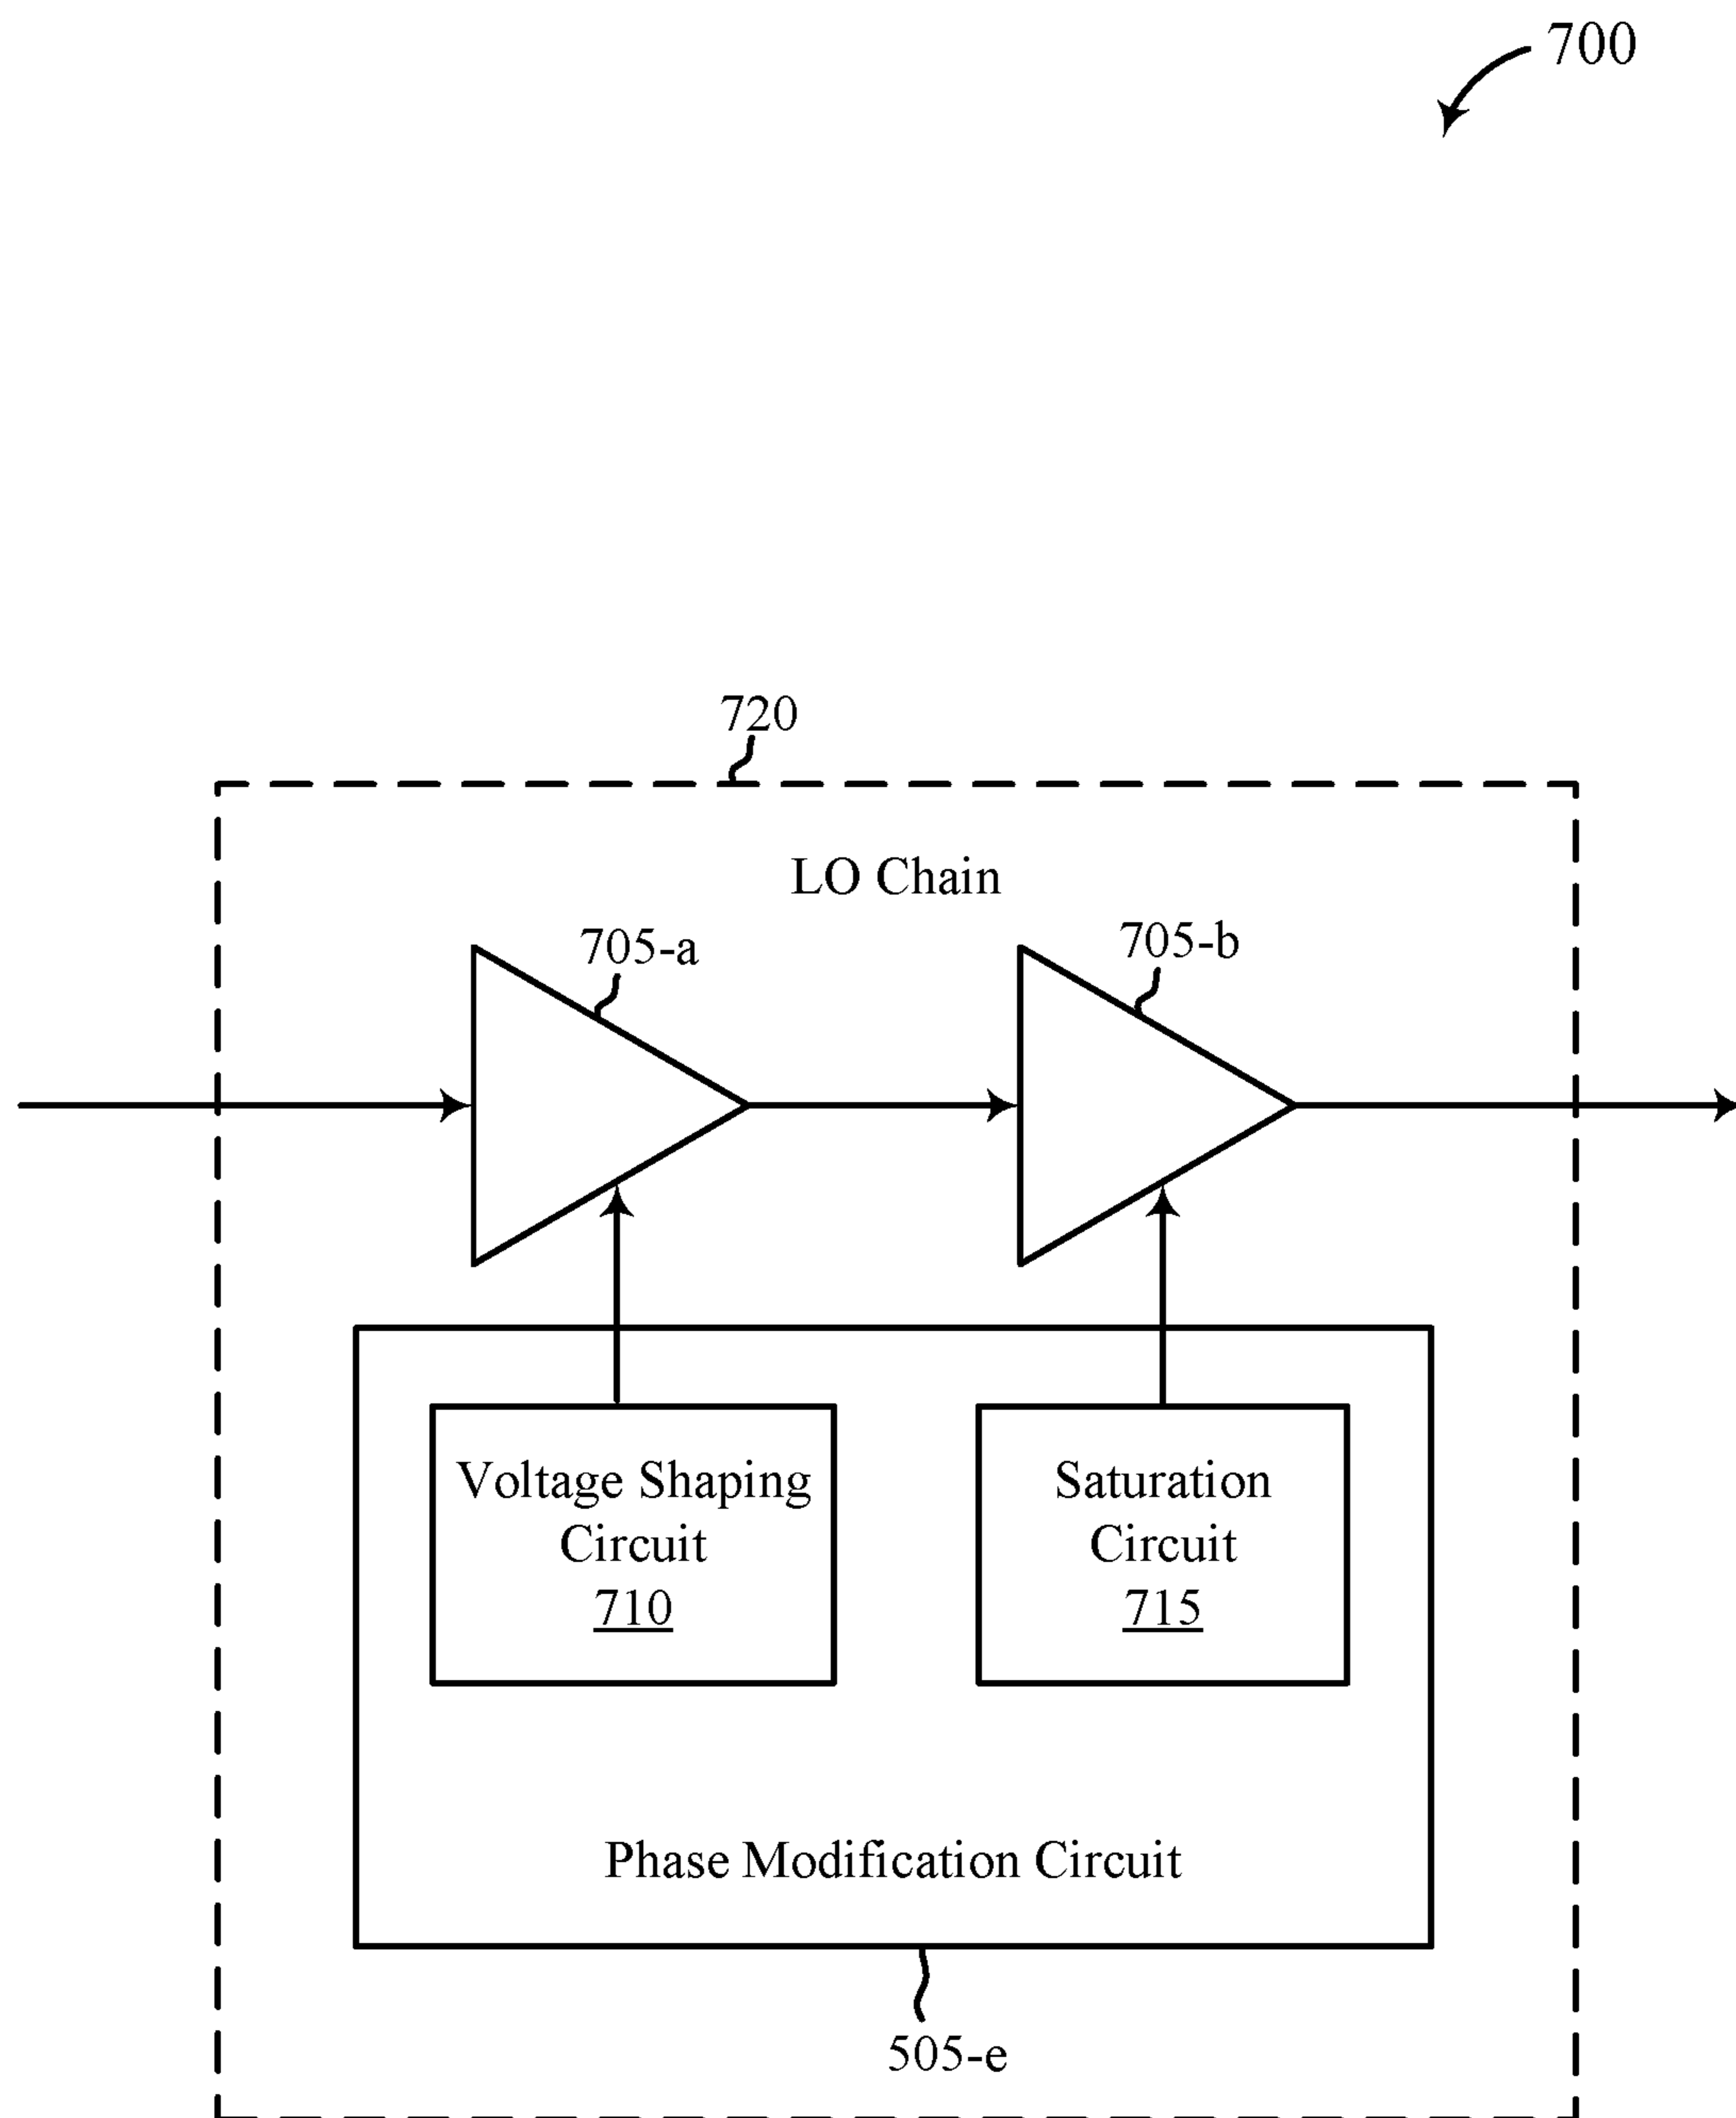 700
720
LO Chain
705-a
705-b
Voltage Shaping
Circuit
710
Saturation
Circuit
715
Phase Modification Circuit
505-e